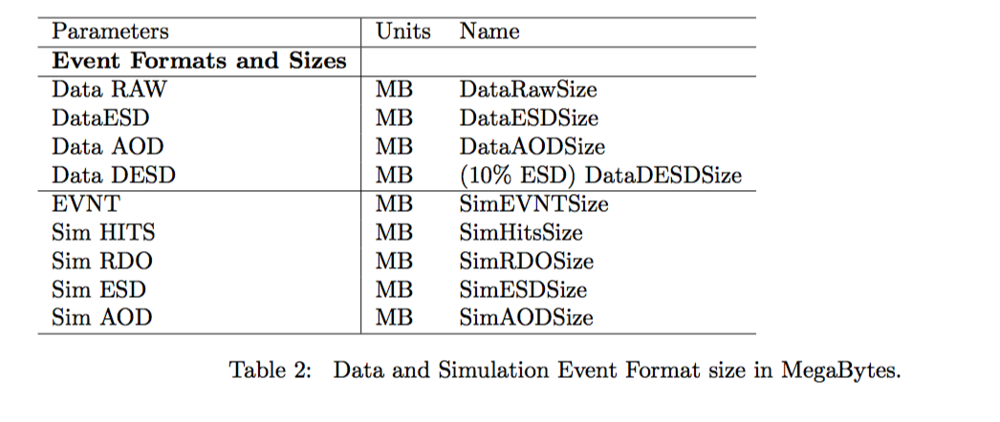 Parameters Units Name
Event Formats and Sizes
Data RAW MB DataRawSize
DataESD MB DataESDSize
Data AOD MB DataAODSize
Data DESD MB (10% ESD) DataDESDSize
EVNT MB SimEVNTSize
Sim HITS MB SimHitsSize
Sim RDO MB SimRDOSize
Sim ESD MB SimESDSize
Sim AOD MB SimAODSize
Table 2: Data and Simulation Event Format size in MegaBytes.